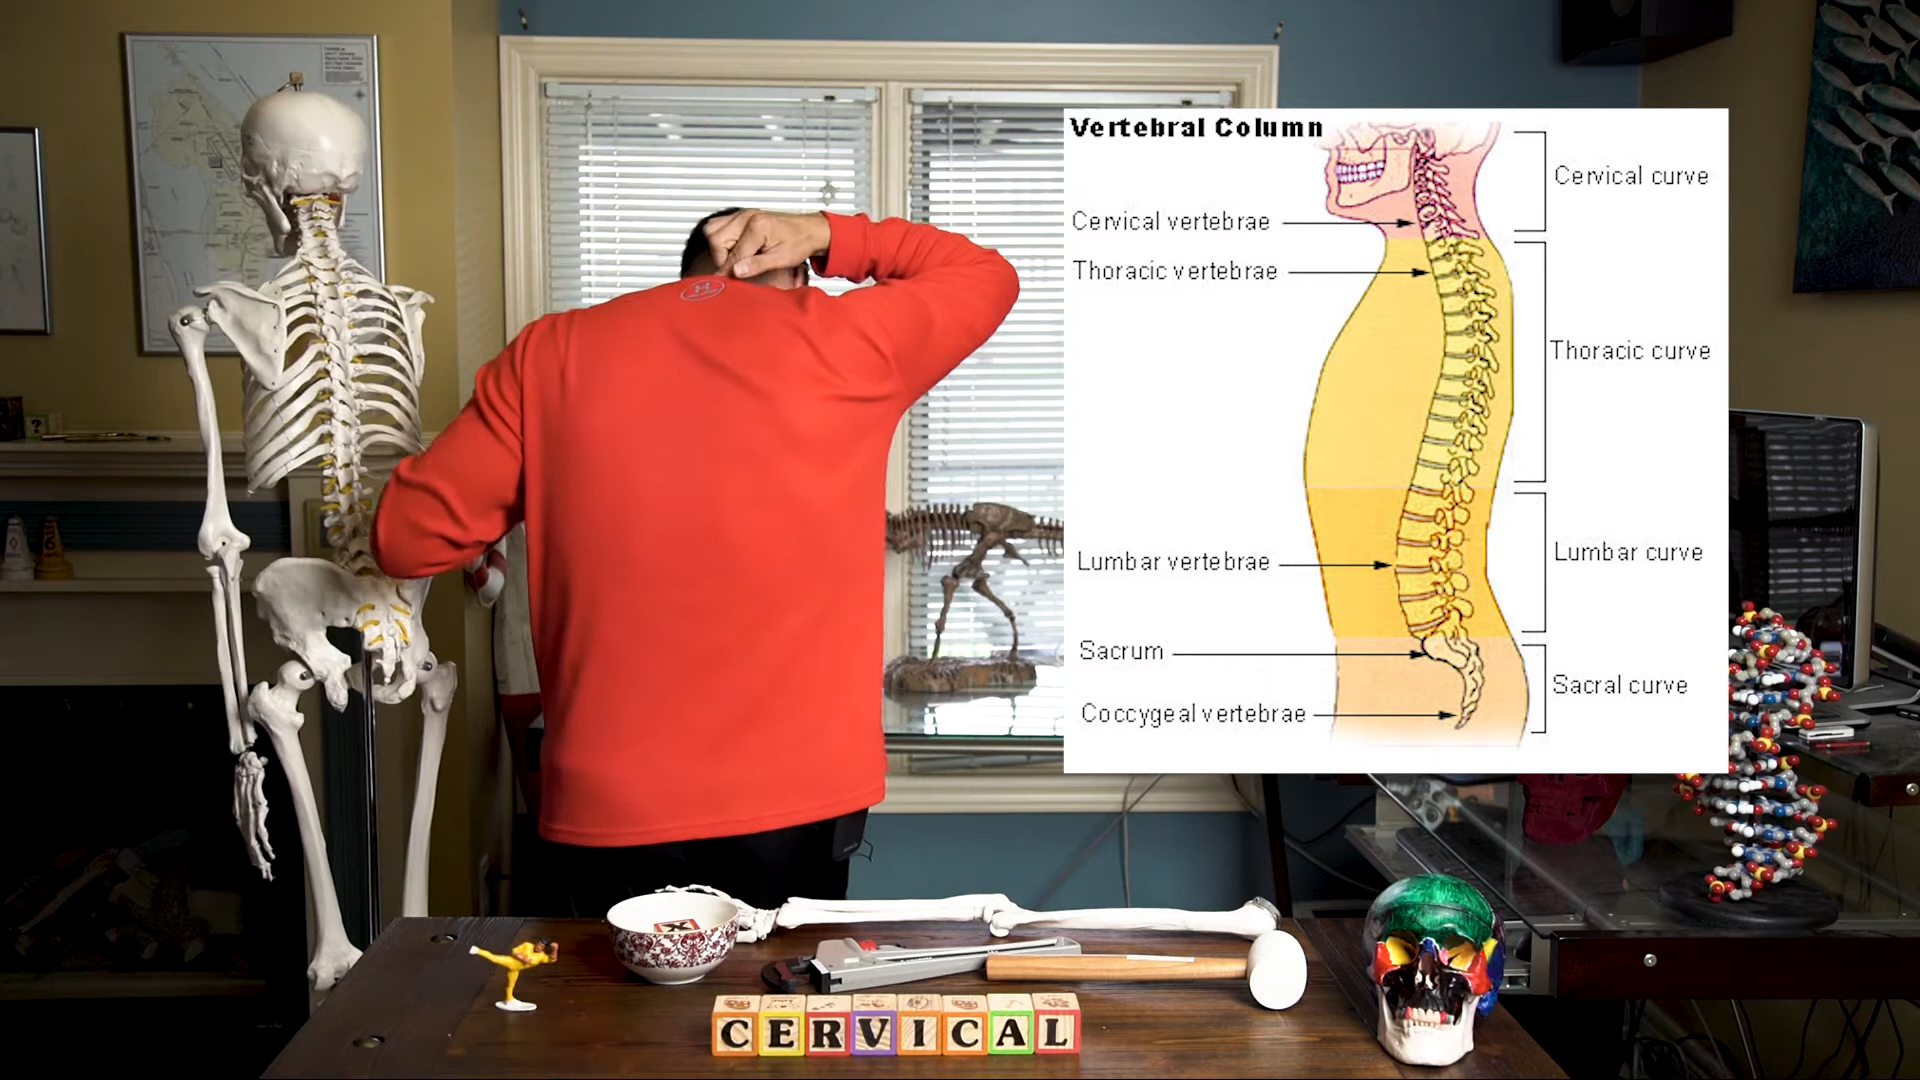 Vertebral Column
Cervical curve
Cervical vertebrae
Thoracic vertebrae
Thoracic curve
Lumbar curve
Lumbar vertebrae
Sacrum
Sacral curve
Coccygeal vertebrae
?
X
CERVICAL